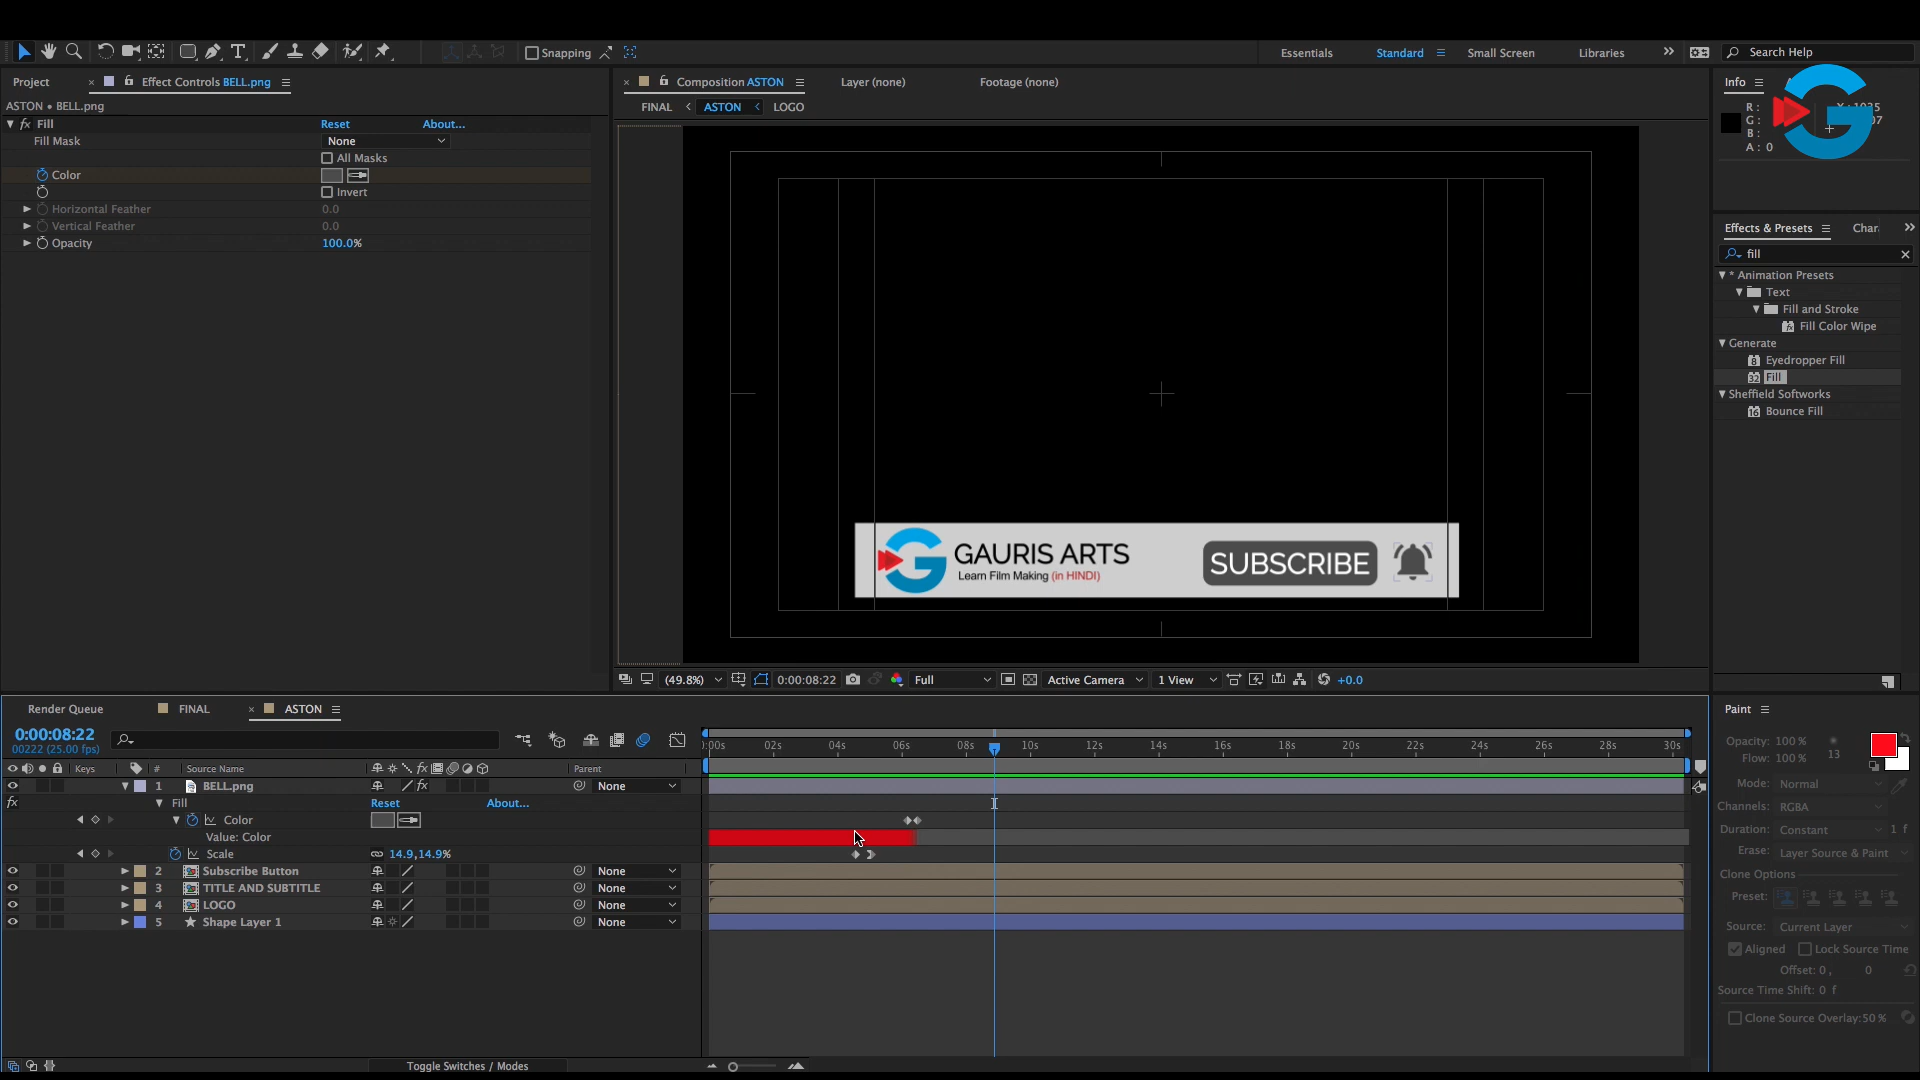 Snapping
Essentials
Standard
Small Screen
Libraries
Search Help
Project
Effect Controls BELL.png
Composition ASTON
Layer (none)
Footage (none)
Info
ASTON • BELL.png
FINAL
ASTON
LOGO
R :
G :
B :
A : 0
fx Fill
Reset
About...
Fill Mask
None
All Masks
Color
Invert
Horizontal Feather
0.0
Vertical Feather
0.0
Opacity
100.0%
Effects & Presets
fill
* Animation Presets
Text
Fill and Stroke
Fill Color Wipe
Generate
Eyedropper Fill
Fill
Sheffield Softworks
Bounce Fill
GAURIS ARTS
Learn Film Making (in HINDI)
SUBSCRIBE
(49.8%)
0:00:08:22
Full
Active Camera
1 View
+0.0
Render Queue
FINAL
ASTON
Paint
0:00:08:22
00222 (25.00 fps)
:00s 02s 04s 06s 08s 10s 12s 14s 16s 18s 20s 22s 24s 26s 28s 30s
Keys
#
Source Name
Parent
1 BELL.png
None
Fill
Reset
About...
Color
Value: Color
Scale
14.9,14.9%
2 Subscribe Button
None
3 TITLE AND SUBTITLE
None
4 LOGO
None
5 Shape Layer 1
None
Toggle Switches / Modes
Opacity: 100 %
Flow: 100 %
13
Mode: Normal
Channels: RGBA
Duration: Constant
1 f
Erase: Layer Source & Paint
Clone Options
Preset:
Source: Current Layer
Aligned
Lock Source Time
Offset: 0 , 0
Source Time Shift: 0 f
Clone Source Overlay: 50 %